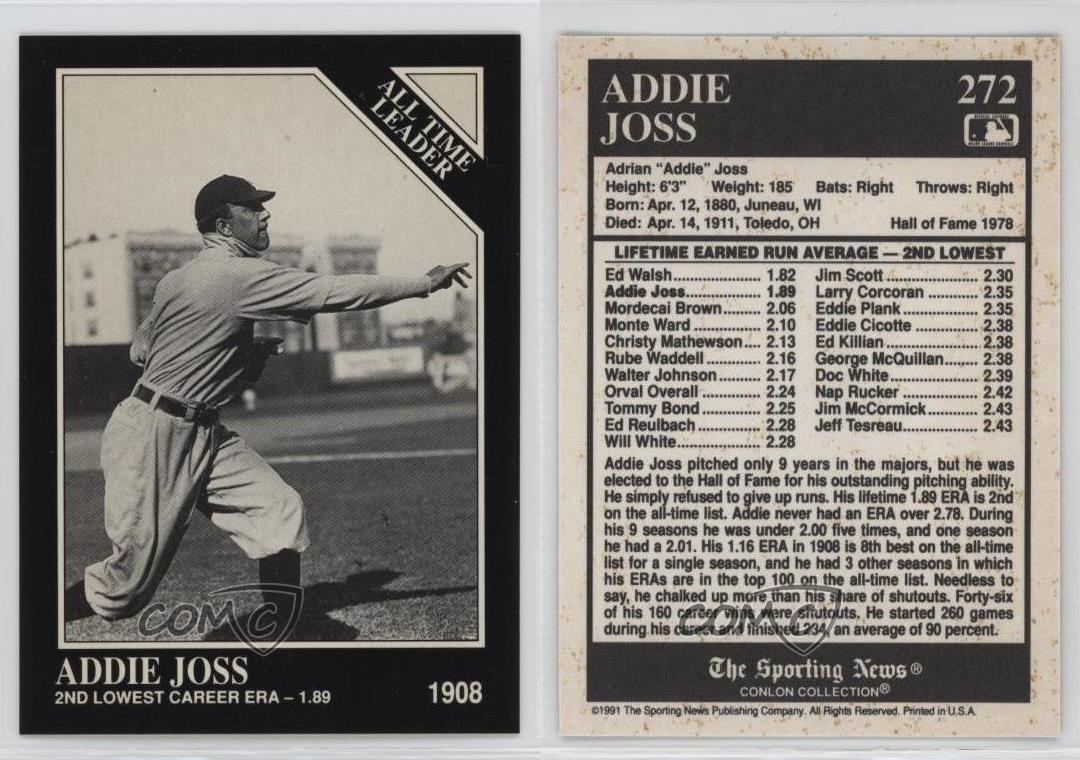 ALL TIME
LEADER
COMC
ADDIE JOSS
2ND LOWEST CAREER ERA – 1.89
1908
ADDIE
JOSS
272
Adrian "Addie" Joss
Height: 6'3" Weight: 185 Bats: Right Throws: Right
Born: Apr. 12, 1880, Juneau, WI
Died: Apr. 14, 1911, Toledo, OH Hall of Fame 1978
LIFETIME EARNED RUN AVERAGE — 2ND LOWEST
Ed Walsh 1.82 Jim Scott 2.30
Addie Joss 1.89 Larry Corcoran 2.35
Mordecai Brown 2.06 Eddie Plank 2.35
Monte Ward 2.10 Eddie Cicotte 2.38
Christy Mathewson 2.13 Ed Killian 2.38
Rube Waddell 2.16 George McQuillan 2.38
Walter Johnson 2.17 Doc White 2.39
Orval Overall 2.24 Nap Rucker 2.42
Tommy Bond 2.25 Jim McCormick 2.43
Ed Reulbach 2.28 Jeff Tesreau 2.43
Will White 2.28
Addie Joss pitched only 9 years in the majors, but he was
elected to the Hall of Fame for his outstanding pitching ability.
He simply refused to give up runs. His lifetime 1.89 ERA is 2nd
on the all-time list. Addie never had an ERA over 2.78. During
his 9 seasons he was under 2.00 five times, and one season
he had a 2.01. His 1.16 ERA in 1908 is 8th best on the all-time
list for a single season, and he had 3 other seasons in which
his ERAs are in the top 100 on the all-time list. Needless to
say, he chalked up more than his share of shutouts. Forty-six
of his 160 career wins were shutouts. He started 260 games
during his career and finished 234, an average of 90 percent.
COMC
The Sporting News®
CONLON COLLECTION®
©1991 The Sporting News Publishing Company. All Rights Reserved. Printed in U.S.A.